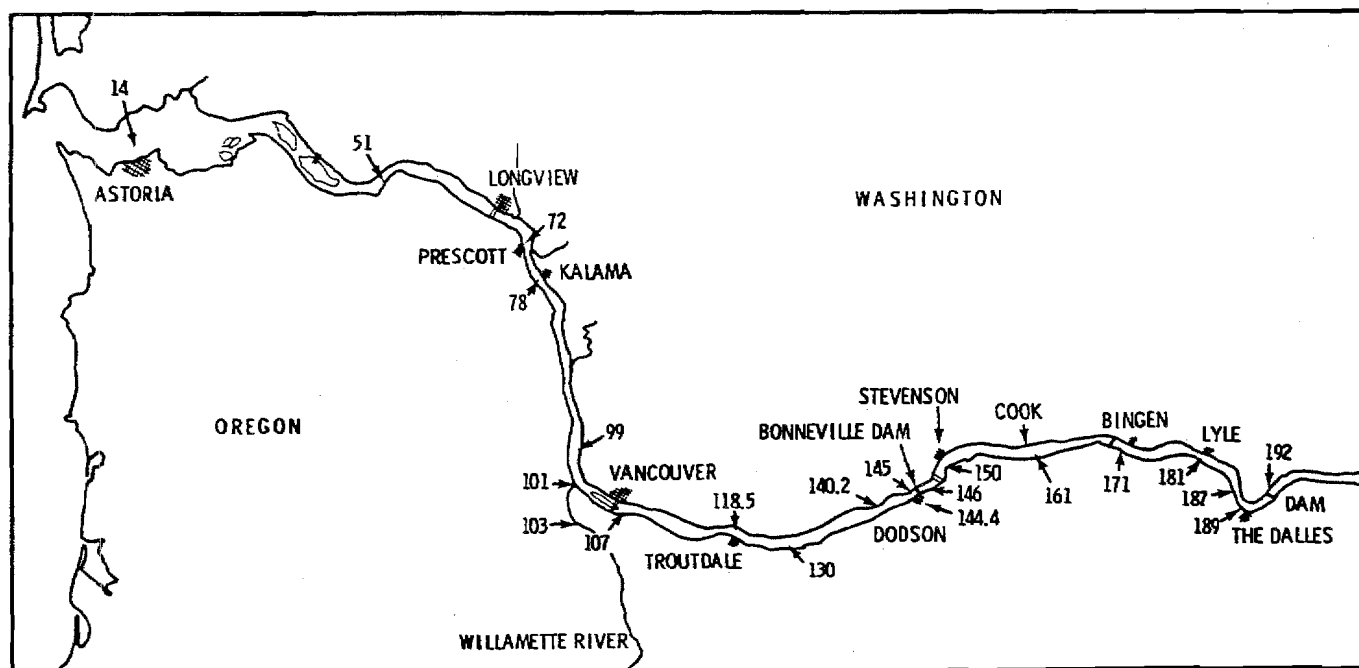 14
51
ASTORIA
LONGVIEW
WASHINGTON
72
PRESCOTT
KALAMA
78
STEVENSON
COOK
BINGEN
LYLE
OREGON
BONNEVILLE DAM
192
99
VANCOUVER
145
150
101
118.5
140.2
146
161
171
181
187
DAM
103
107
144.4
189
THE DALLES
TROUTDALE
130
DODSON
WILLAMETTE RIVER